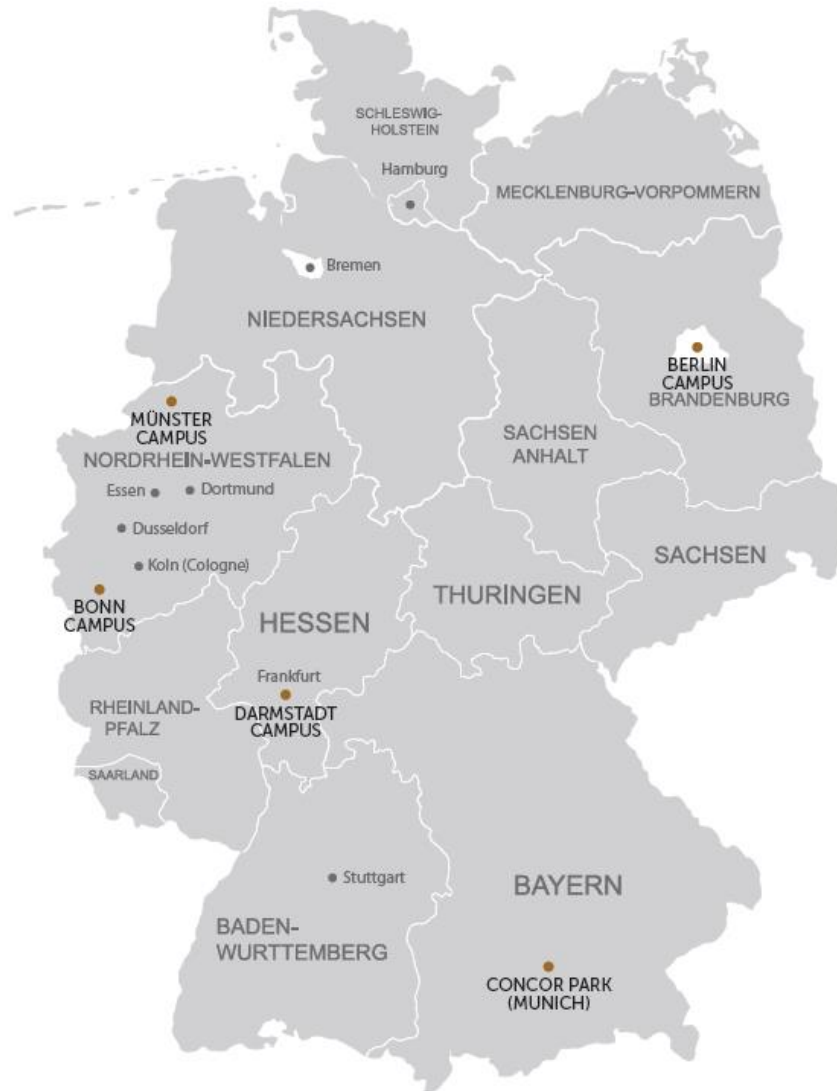 SCHLESWIG-
HOLSTEIN
Hamburg
MECKLENBURG-VORPOMMERN
Bremen
NIEDERSACHSEN
BERLIN
CAMPUS
BRANDENBURG
MÜNSTER
CAMPUS
NORDRHEIN-WESTFALEN
SACHSEN
ANHALT
Essen
Dortmund
Dusseldorf
Koln (Cologne)
SACHSEN
THURINGEN
BONN
CAMPUS
HESSEN
Frankfurt
DARMSTADT
CAMPUS
RHEINLAND-
PFALZ
SAARLAND
Stuttgart
BAYERN
BADEN-
WURTTEMBERG
CONCOR PARK
(MUNICH)